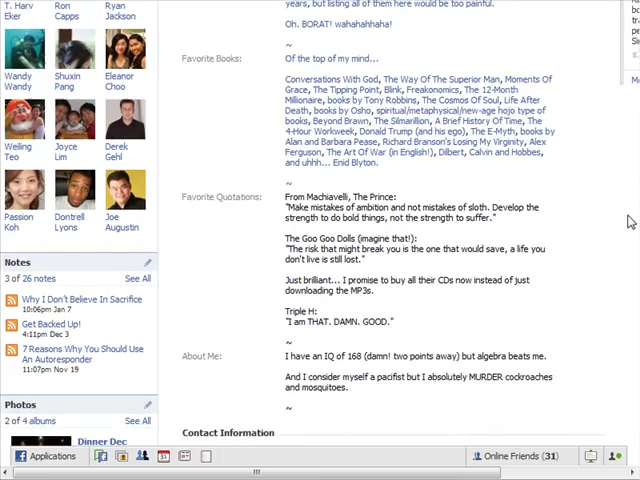 T. Harv
Eker
Ron
Capps
Ryan
Jackson
Wandy
Wandy
Shuxin
Pang
Eleanor
Choo
Weiling
Teo
Joyce
Lim
Derek
Gehl
Passion
Koh
Dontrell
Lyons
Joe
Augustin
Notes
3 of 26 notes
See All
Why I Don't Believe In Sacrifice
10:06pm Jan 7
Get Backed Up!
4:11pm Dec 3
7 Reasons Why You Should Use
An Autoresponder
11:07pm Nov 19
Photos
2 of 4 albums
See All
Dinner Dec
years, but listing all of them here would be too painful.
Oh. BORAT! wahahahhaha!
~
Favorite Books:
Of the top of my mind...
Conversations With God, The Way Of The Superior Man, Moments Of
Grace, The Tipping Point, Blink, Freakonomics, The 12-Month
Millionaire, books by Tony Robbins, The Cosmos Of Soul, Life After
Death, books by Osho, spiritual/metaphysical/new-age hojo type of
books, Beyond Brawn, The Silmarillion, A Brief History Of Time, The
4-Hour Workweek, Donald Trump (and his ego), The E-Myth, books by
Alan and Barbara Pease, Richard Branson's Losing My Virginity, Alex
Ferguson, The Art Of War (in English!), Dilbert, Calvin and Hobbes,
and uhhh... Enid Blyton.
~
Favorite Quotations:
From Machiavelli, The Prince:
"Make mistakes of ambition and not mistakes of sloth. Develop the
strength to do bold things, not the strength to suffer."
The Goo Goo Dolls (imagine that!):
"The risk that might break you is the one that would save, a life you
don't live is still lost."
Just brilliant... I promise to buy all their CDs now instead of just
downloading the MP3s.
Triple H:
"I am THAT. DAMN. GOOD."
~
About Me:
I have an IQ of 168 (damn! two points away) but algebra beats me.
And I consider myself a pacifist but I absolutely MURDER cockroaches
and mosquitoes.
~
Contact Information
Applications
31
Online Friends (31)